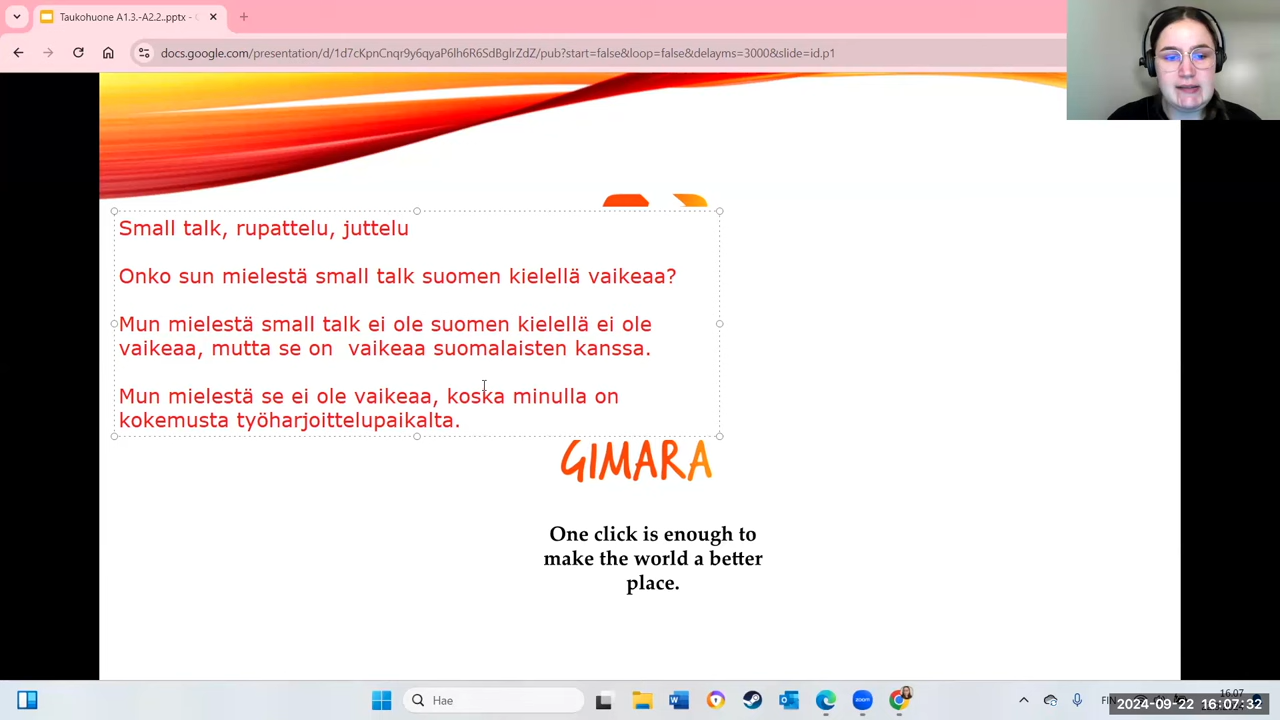 Taukohuone A1.3.-A2.2..pptx - G
docs.google.com/presentation/d/1d7cKpnCnqr9y6qyaP6lh6R6SdBqlrZdZ/pub?start=false&loop=false&delayms=3000&slide=id.p1
Small talk, rupattelu, juttelu
Onko sun mielestä small talk suomen kielellä vaikeaa?
Mun mielestä small talk ei ole suomen kielellä ei ole
vaikeaa, mutta se on  vaikeaa suomalaisten kanssa.
Mun mielestä se ei ole vaikeaa, koska minulla on
kokemusta työharjoittelupaikalta.
GIMARA
One click is enough to
make the world a better
place.
Hae
FIN
16.07
2024-09-22 16:07:32